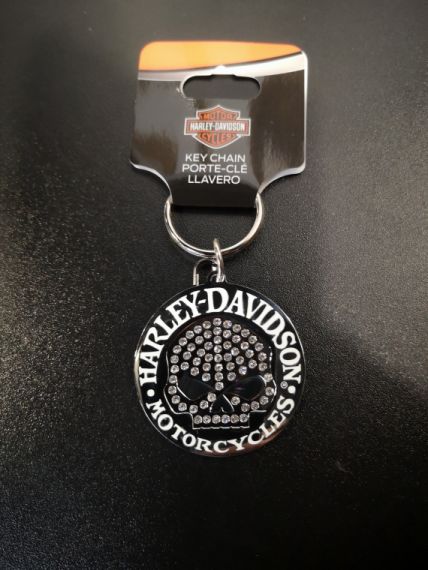 MOTOR
HARLEY-DAVIDSON
CYCLES
KEY CHAIN
PORTE-CLÉ
LLAVERO
HARLEY-DAVIDSON
®
• MOTORCYCLES •